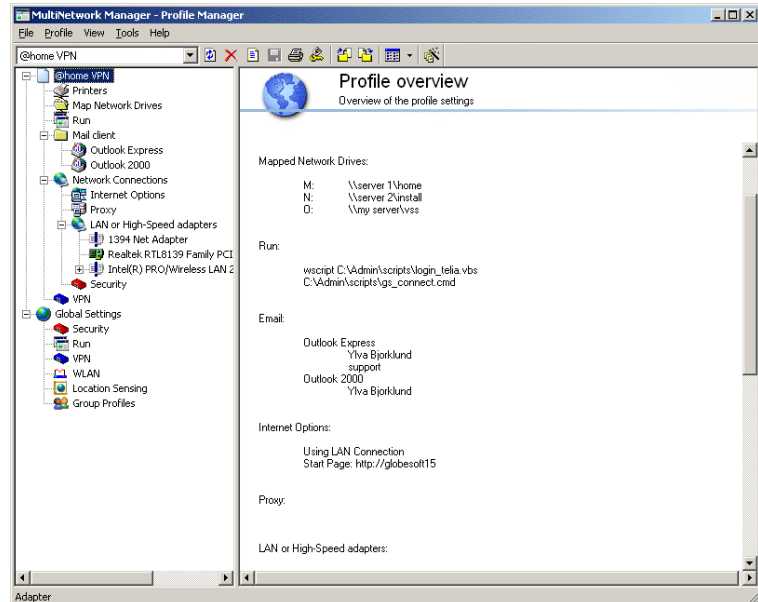 MultiNetwork Manager - Profile Manager
File Profile View Tools Help
@home VPN
@home VPN
Printers
Map Network Drives
Run
Mail client
Outlook Express
Outlook 2000
Network Connections
Internet Options
Proxy
LAN or High-Speed adapters
1394 Net Adapter
Realtek RTL8139 Family PCI
Intel(R) PRO/Wireless LAN 2
Security
VPN
Global Settings
Security
Run
VPN
WLAN
Location Sensing
Group Profiles
Profile overview
Overview of the profile settings
Mapped Network Drives:
M: \\server 1\home
N: \\server 2\install
O: \\my server\vss
Run:
wscript C:\Admin\scripts\login_telia.vbs
C:\Admin\scripts\gs_connect.cmd
Email:
Outlook Express
Ylva Bjorklund
support
Outlook 2000
Ylva Bjorklund
Internet Options:
Using LAN Connection
Start Page: http://globesoft15
Proxy:
LAN or High-Speed adapters:
Adapter